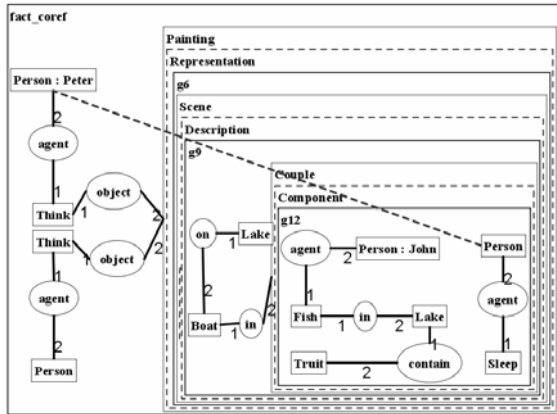 fact_coref
Painting
Representation
Person : Peter
g6
Scene
2
Description
agent
g9
Couple
object
Component
1
1
2
g12
Think
on
1
Lake
agent
2
Person : John
Person
Think
2
1
object
2
1
2
1
agent
2
Fish
1
in
2
Lake
agent
Boat
1
in
2
1
1
2
Truit
2
contain
Sleep
Person